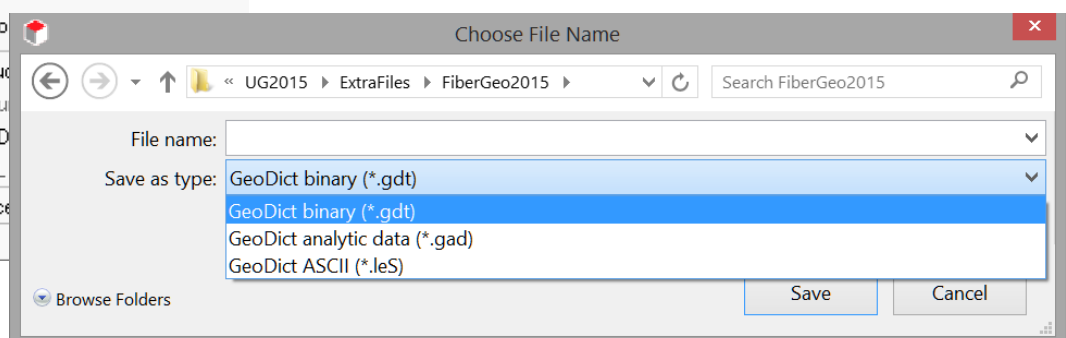 Choose File Name
« UG2015 ▸ ExtraFiles ▸ FiberGeo2015 ▸ Search FiberGeo2015
File name:
Save as type: GeoDict binary (*.gdt)
GeoDict binary (*.gdt)
GeoDict analytic data (*.gad)
GeoDict ASCII (*.leS)
Browse Folders Save Cancel